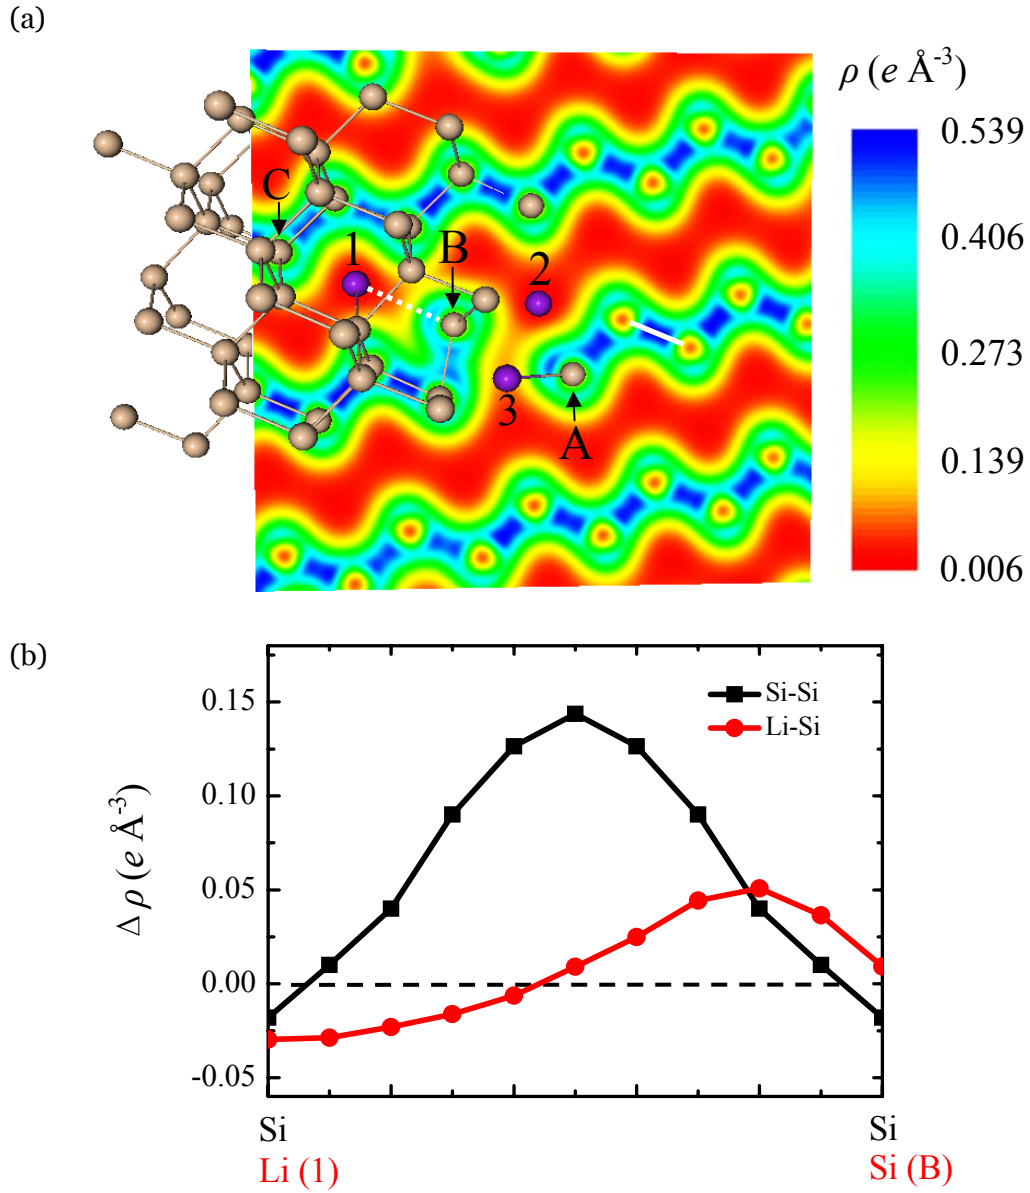 (a)
ρ (e Å⁻³)
0.539
0.406
0.273
0.139
0.006
C
1
B
2
3
A
(b)
Si-Si
Li-Si
0.15
0.10
0.05
0.00
-0.05
Δ ρ (e Å⁻³)
Si Si
Li (1) Si (B)